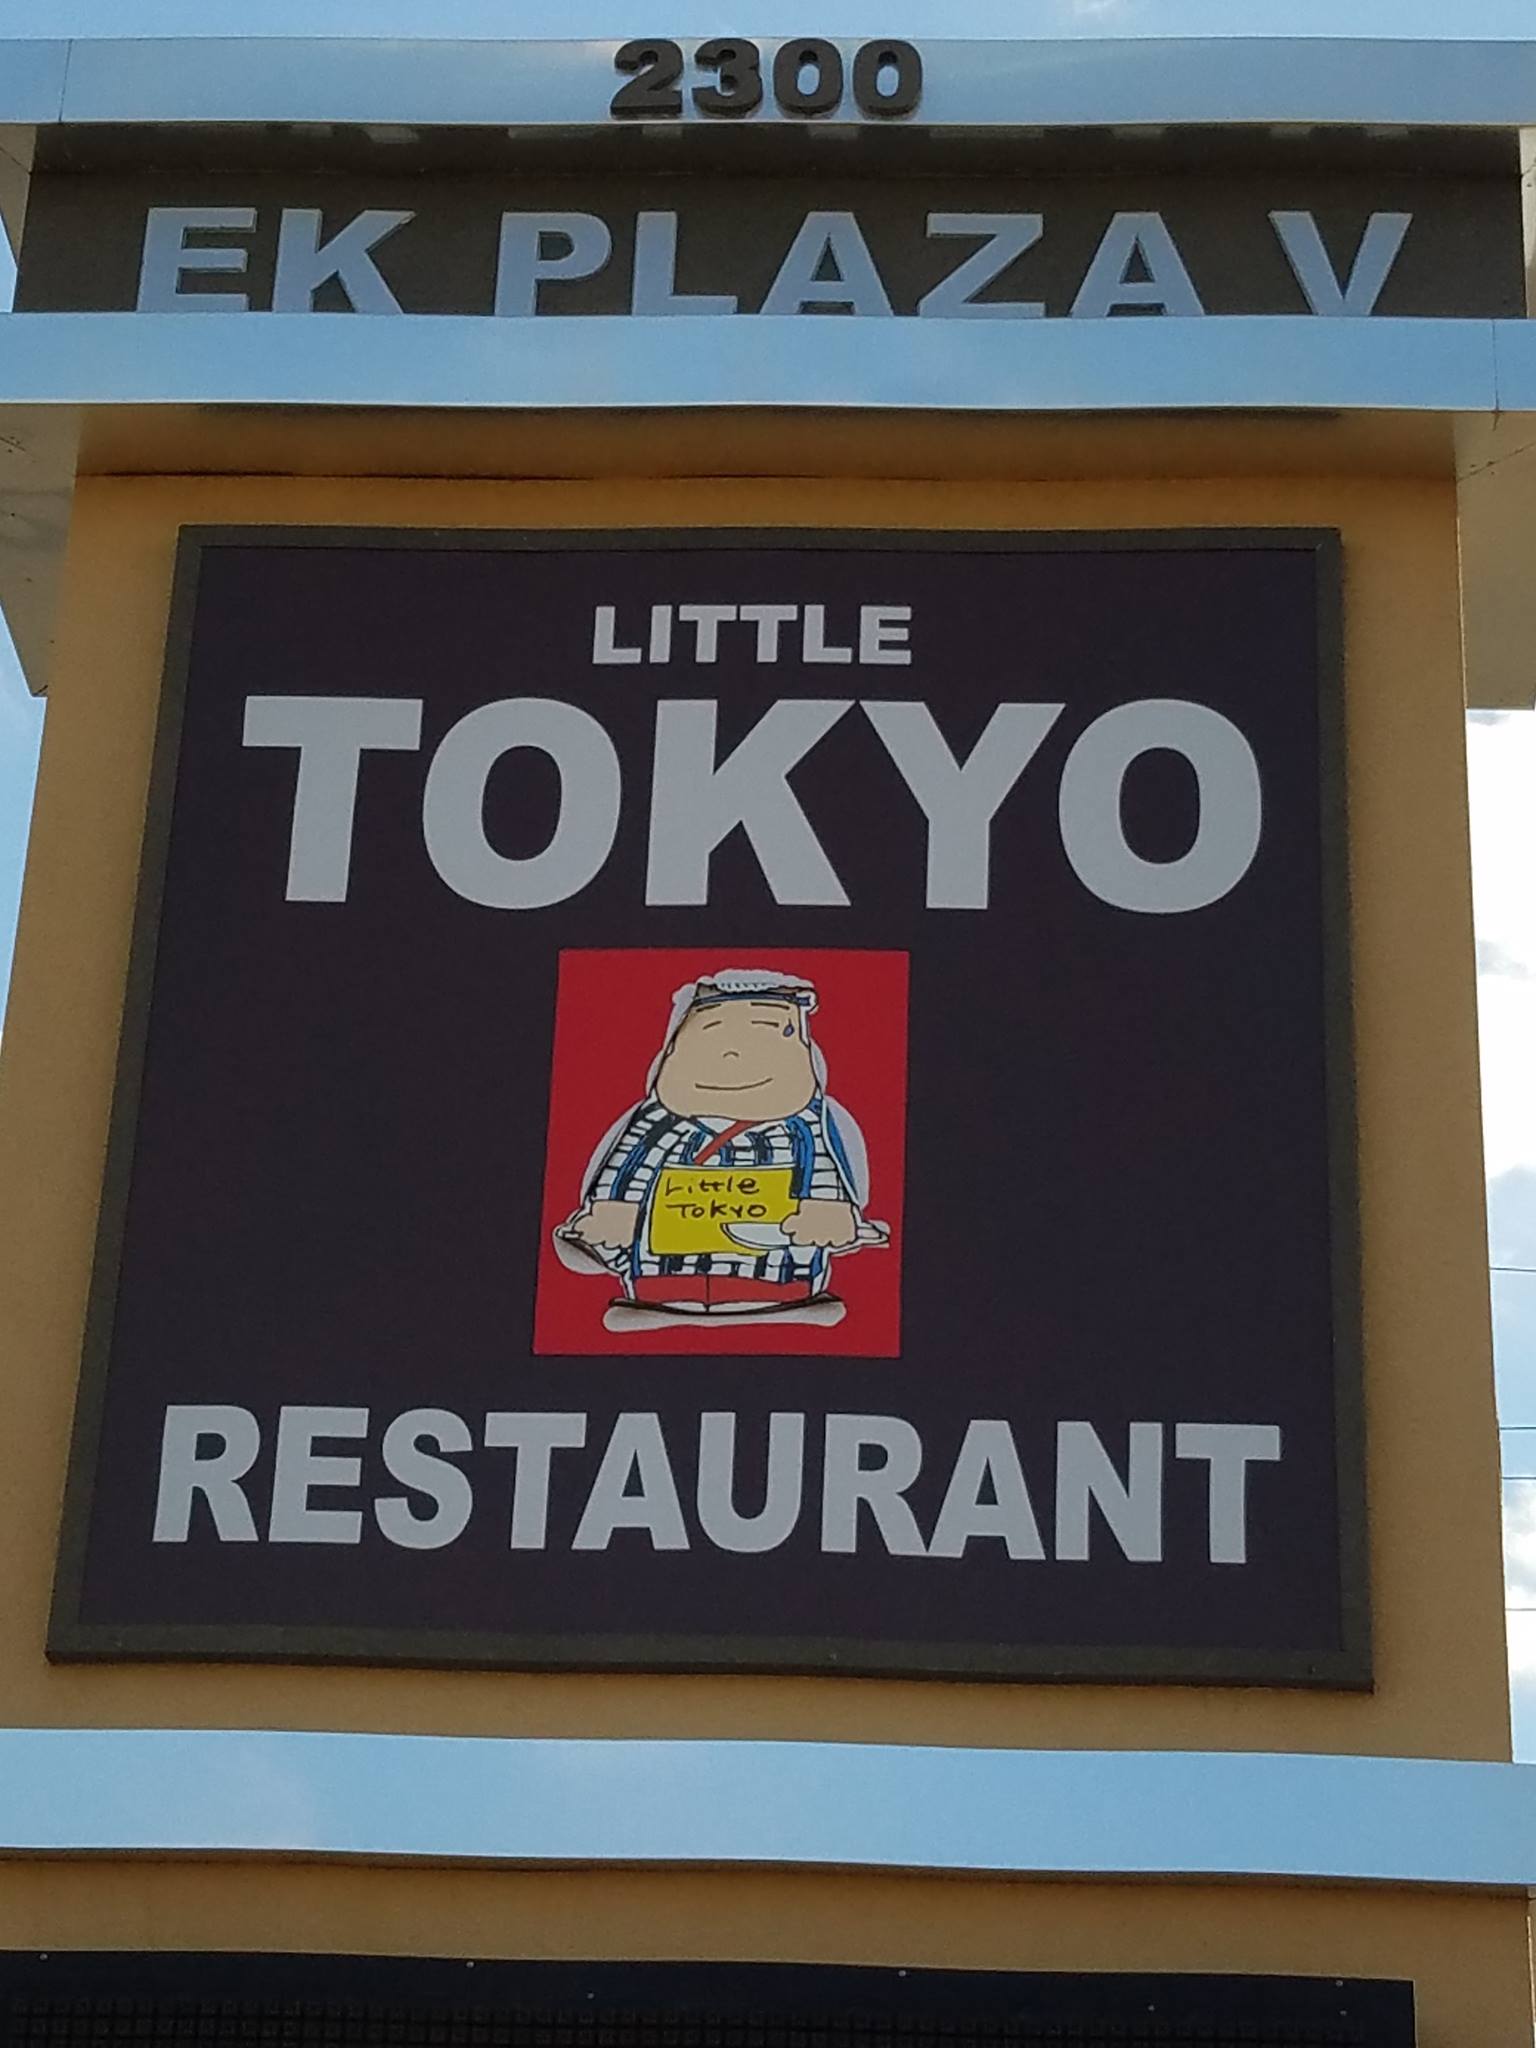 2300
EK PLAZA V
LITTLE
TOKYO
Little
TOKYO
RESTAURANT